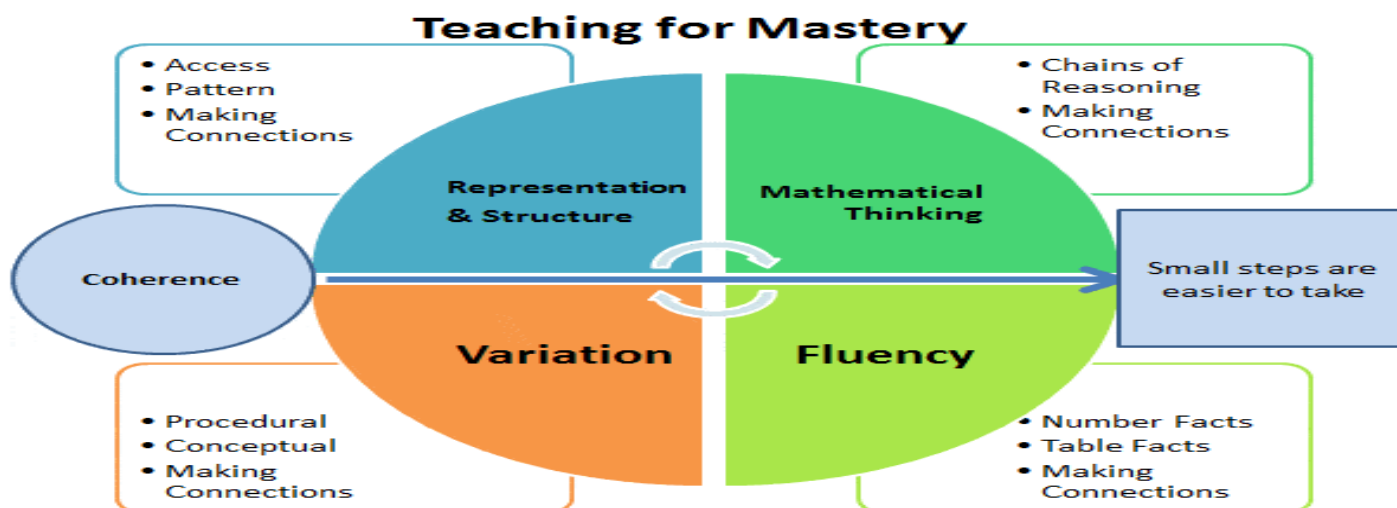 Teaching for Mastery
• Access
• Pattern
• Making
Connections
• Chains of
Reasoning
• Making
Connections
Representation
& Structure
Mathematical
Thinking
Coherence
Small steps are
easier to take
Variation
Fluency
• Procedural
• Conceptual
• Making
Connections
• Number Facts
• Table Facts
• Making
Connections